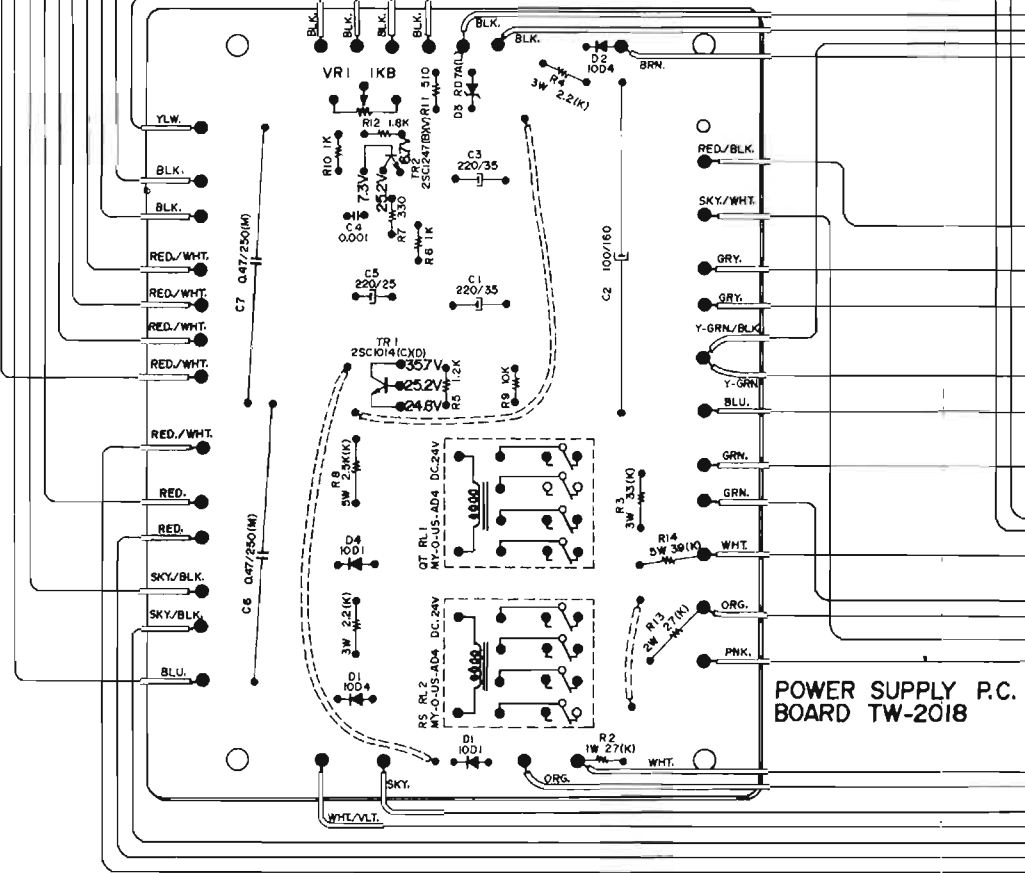 BLK.
BLK.
BLK.
BLK.
BLK.
BLK.
BRN.
D2
10D4
R4
3W 2.2(K)
VR1 1KB
R11 510
D3 RD7A(L)
R12 1.8K
R10 1K
6.7V
TR2
2SC1247(B)(V)
7.3V
25.2V
R7 330
C4
0.001
R6 1K
C3
220/35
C5
220/25
C1
220/35
C2 100/160
YLW.
BLK.
BLK.
RED./WHT.
RED./WHT.
RED./WHT.
RED./WHT.
C7 0.47/250(M)
RED./WHT.
RED.
RED.
SKY./BLK.
SKY./BLK.
BLU.
C6 0.47/250(M)
RED./BLK.
SKY./WHT.
GRY.
GRY.
Y-GRN./BLK.
Y-GRN.
BLU.
GRN.
GRN.
WHT.
ORG.
PNK.
TR1
2SC1014(C)(D)
35.7V
25.2V
24.8V
R5 1.2K
R9 10K
R8
5W 2.5K(K)
QT RL1
MY-O-US-AD4 DC.24V
R3
3W 33(K)
R14
5W 39(K)
D4
10D1
3W 2.2(K)
D1
10D4
RS RL2
MY-O-US-AD4 DC.24V
R13
2W 27(K)
D1
10D1
R2
1W 27(K)
WHT.
ORG.
SKY.
WHT./VLT.
POWER SUPPLY P.C.
BOARD TW-2018